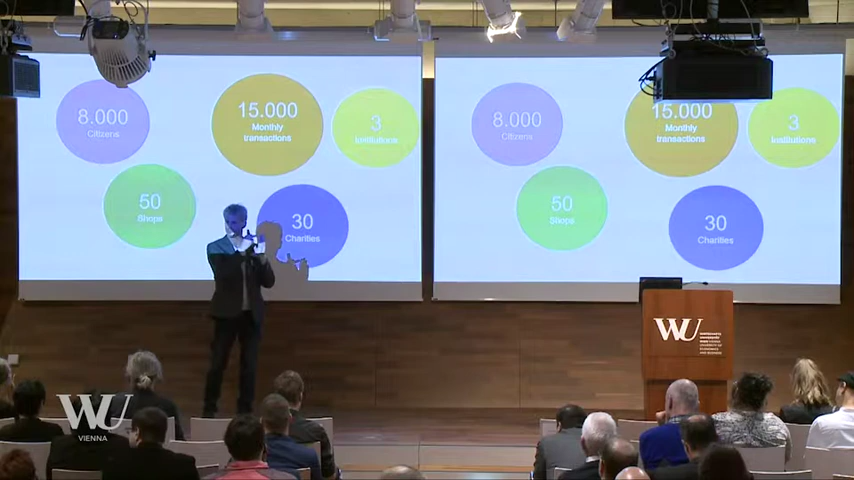 8.000
Citizens
15.000
Monthly
transactions
3
Institutions
50
Shops
30
Charities
8.000
Citizens
15.000
Monthly
transactions
3
Institutions
50
Shops
30
Charities
WU
WU
VIENNA